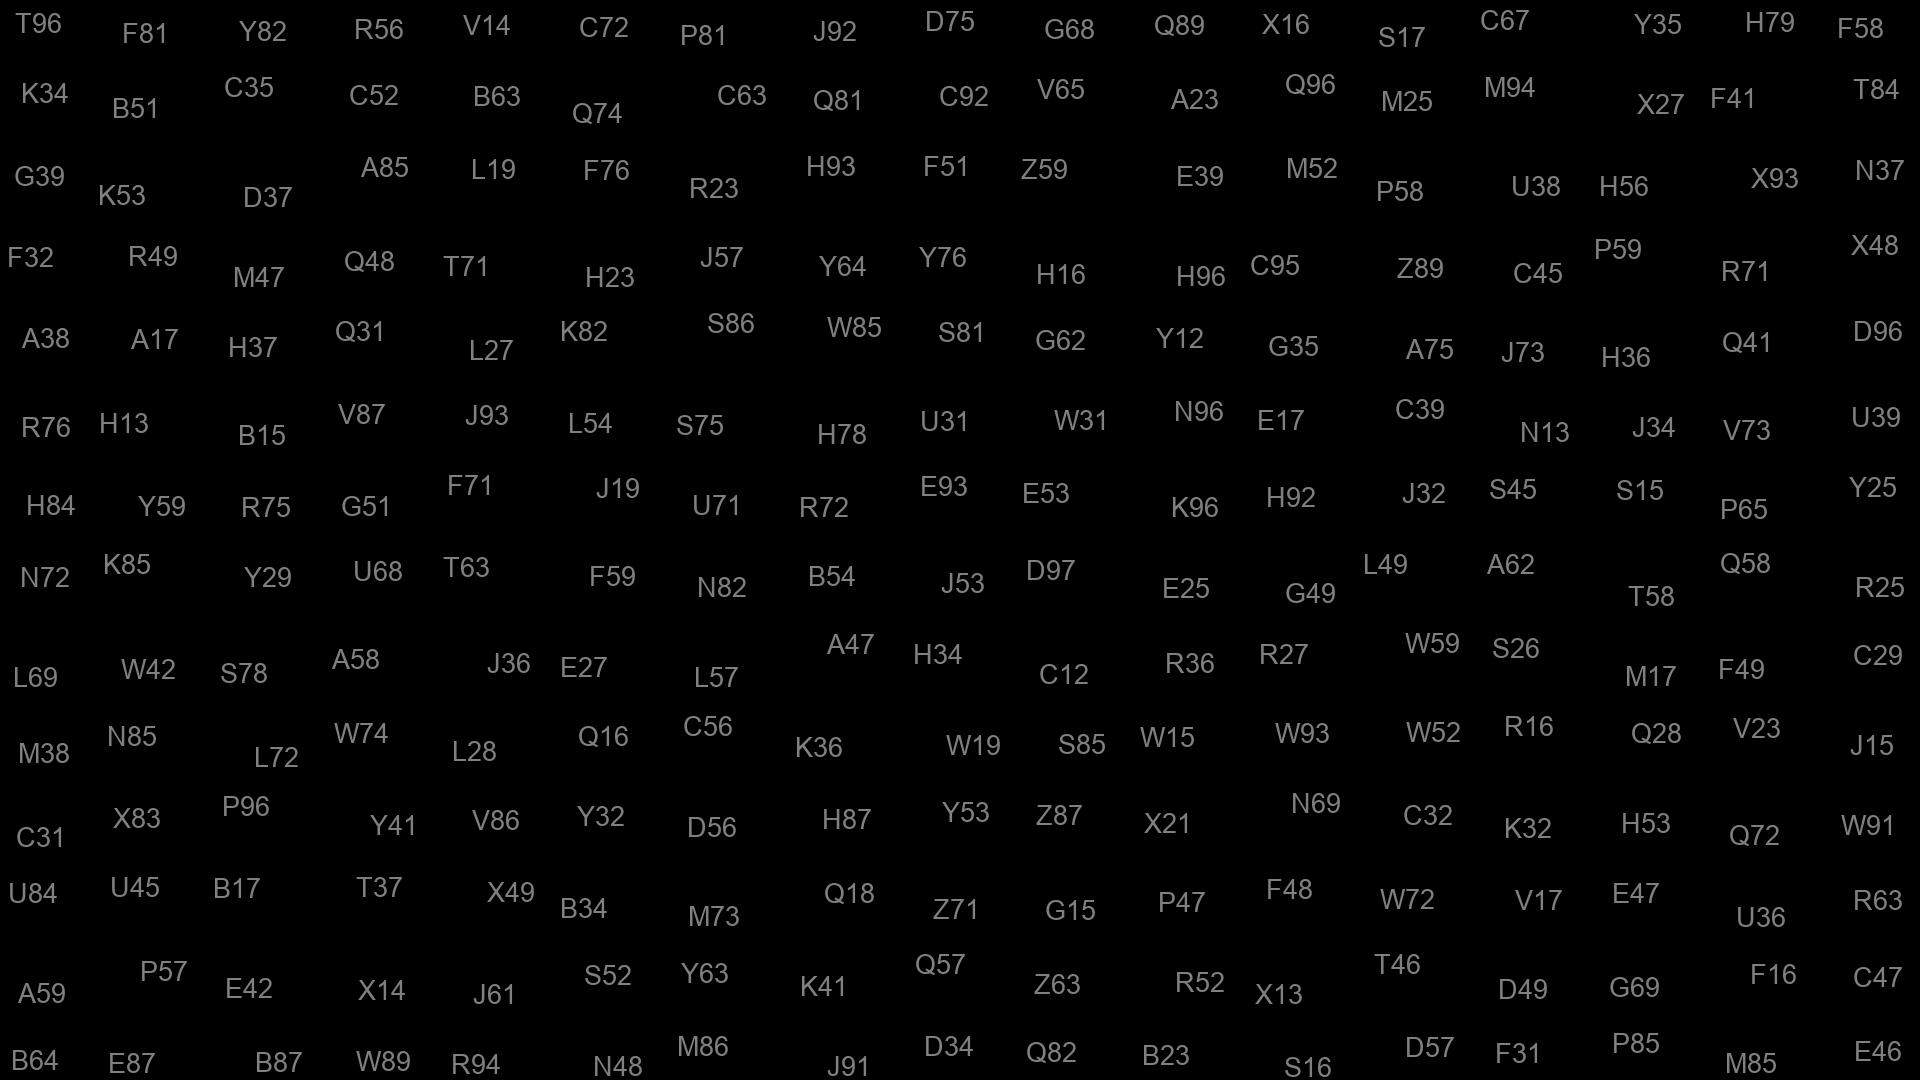 T96 F81 Y82 R56 V14 C72 P81 J92 D75 G68 Q89 X16 S17 C67 Y35 H79 F58
K34 B51 C35 C52 B63 Q74 C63 Q81 C92 V65 A23 Q96 M25 M94 X27 F41 T84
G39 K53 D37 A85 L19 F76 R23 H93 F51 Z59 E39 M52 P58 U38 H56 X93 N37
F32 R49 M47 Q48 T71 H23 J57 Y64 Y76 H16 H96 C95 Z89 C45 P59 R71 X48
A38 A17 H37 Q31 L27 K82 S86 W85 S81 G62 Y12 G35 A75 J73 H36 Q41 D96
R76 H13 B15 V87 J93 L54 S75 H78 U31 W31 N96 E17 C39 N13 J34 V73 U39
H84 Y59 R75 G51 F71 J19 U71 R72 E93 E53 K96 H92 J32 S45 S15 P65 Y25
N72 K85 Y29 U68 T63 F59 N82 B54 J53 D97 E25 G49 L49 A62 T58 Q58 R25
L69 W42 S78 A58 J36 E27 L57 A47 H34 C12 R36 R27 W59 S26 M17 F49 C29
M38 N85 L72 W74 L28 Q16 C56 K36 W19 S85 W15 W93 W52 R16 Q28 V23 J15
C31 X83 P96 Y41 V86 Y32 D56 H87 Y53 Z87 X21 N69 C32 K32 H53 Q72 W91
U84 U45 B17 T37 X49 B34 M73 Q18 Z71 G15 P47 F48 W72 V17 E47 U36 R63
A59 P57 E42 X14 J61 S52 Y63 K41 Q57 Z63 R52 X13 T46 D49 G69 F16 C47
B64 E87 B87 W89 R94 N48 M86 J91 D34 Q82 B23 S16 D57 F31 P85 M85 E46